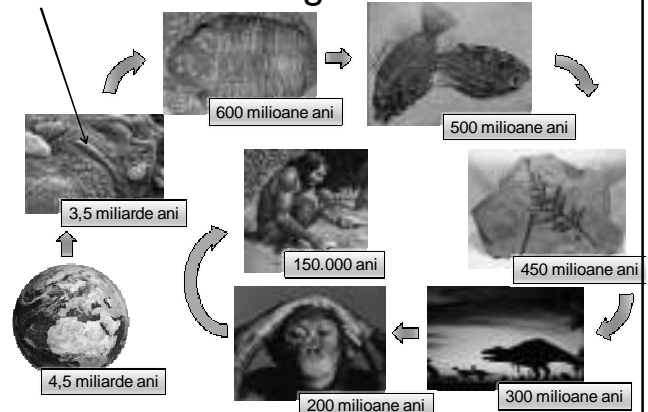 600 milioane ani
500 milioane ani
3,5 miliarde ani
150.000 ani
450 milioane ani
4,5 miliarde ani
200 milioane ani
300 milioane ani